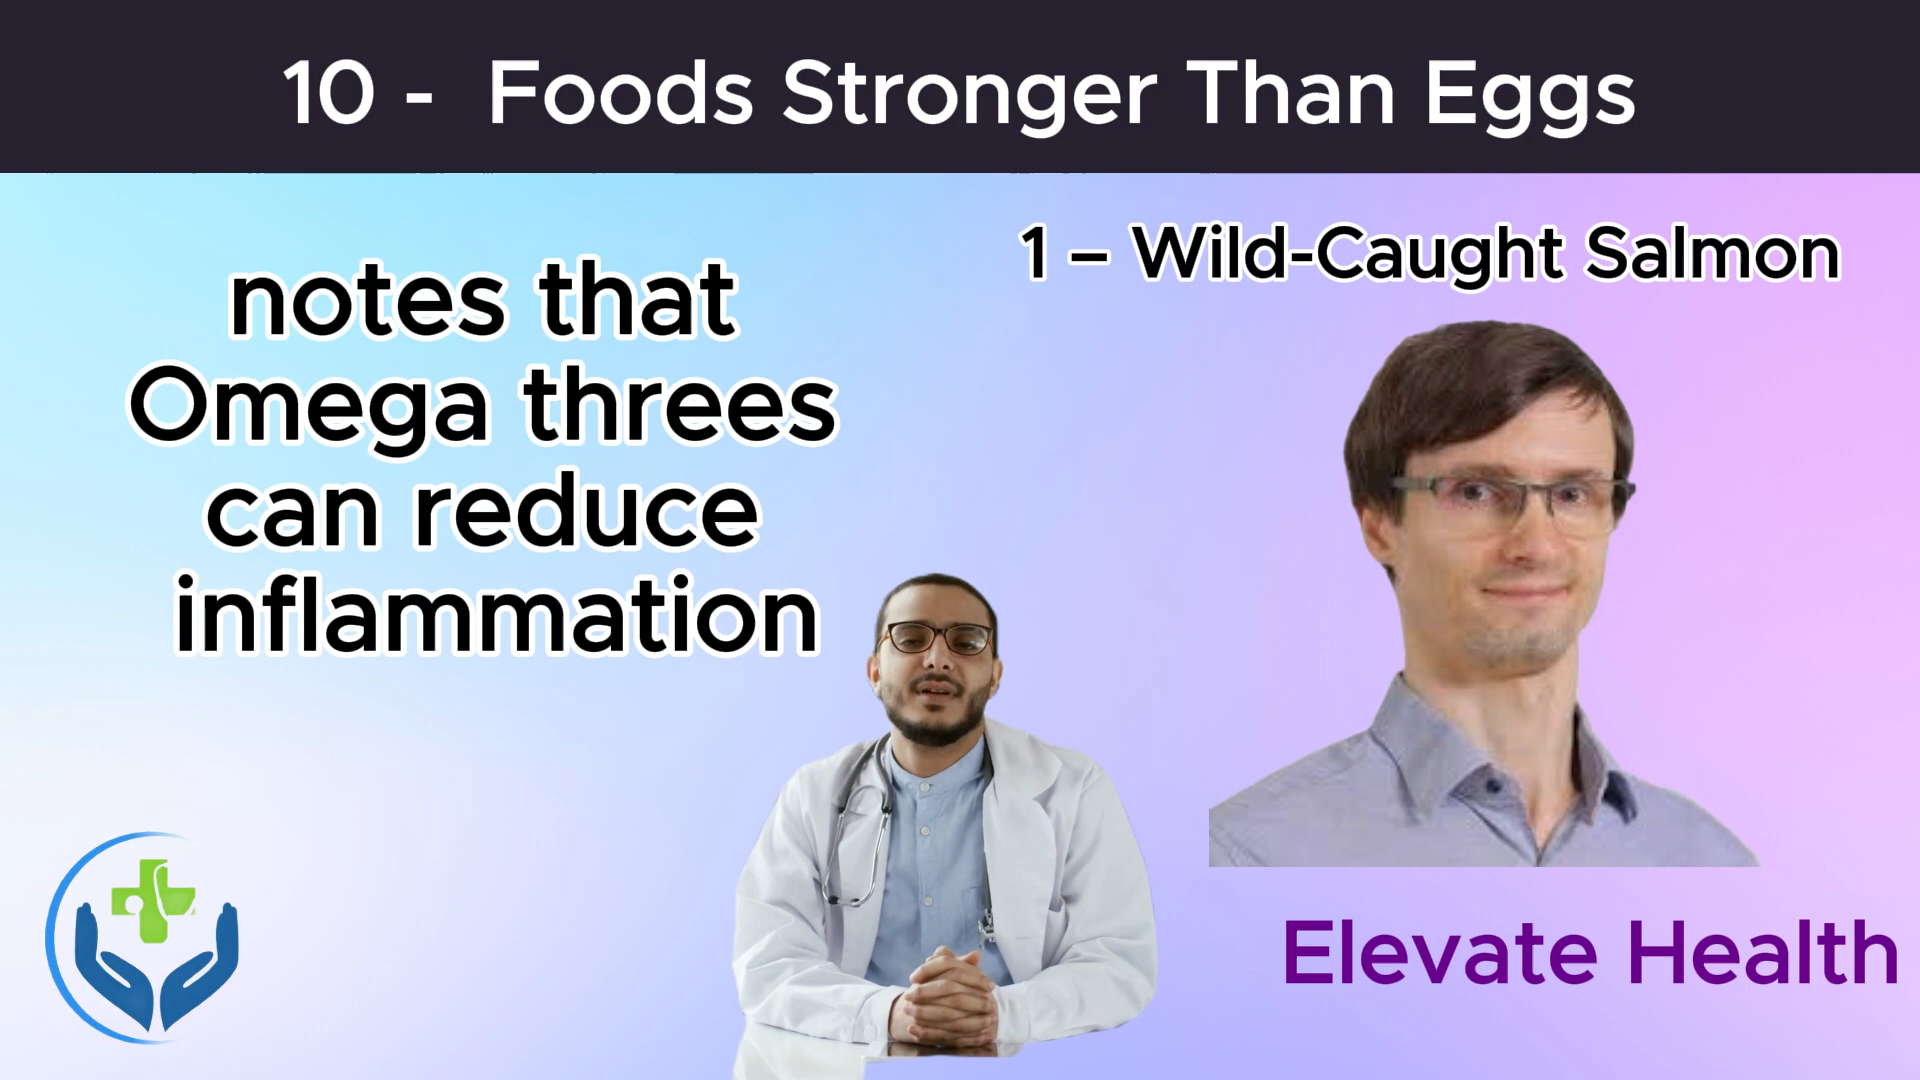 10 - Foods Stronger Than Eggs
1 – Wild-Caught Salmon
notes that
Omega threes
can reduce
inflammation
Elevate Health